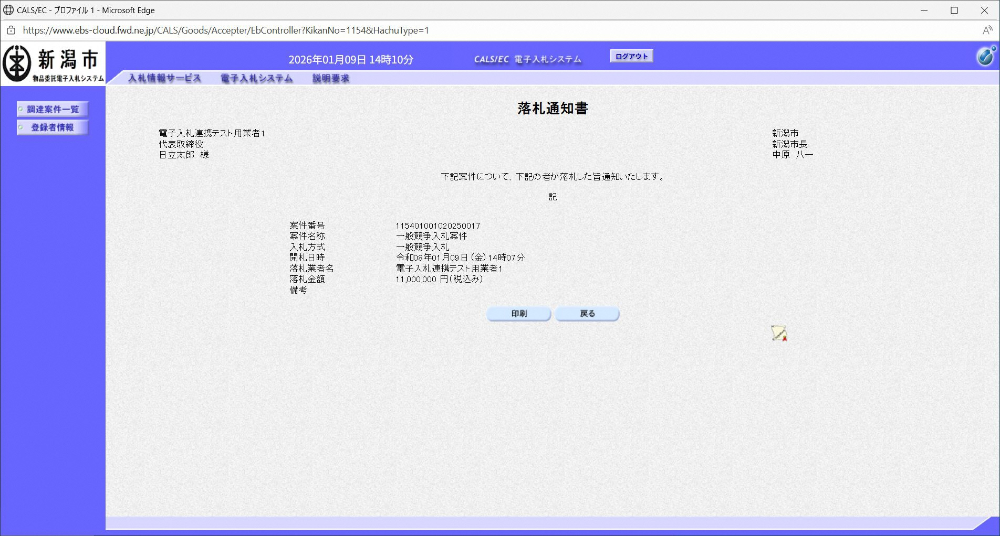 CALS/EC - プロファイル 1 - Microsoft Edge
https://www.ebs-cloud.fwd.ne.jp/CALS/Goods/Accepter/EbController?KikanNo=1154&HachuType=1
新潟市
物品委託電子入札システム
2026年01月09日 14時10分
CALS/EC 電子入札システム
ログアウト
入札情報サービス 電子入札システム 説明要求
調達案件一覧
登録者情報
落札通知書
電子入札連携テスト用業者1
代表取締役
日立太郎　様
新潟市
新潟市長
中原　八一
下記案件について、下記の者が落札した旨通知いたします。
記
案件番号 115401001020250017
案件名称 一般競争入札案件
入札方式 一般競争入札
開札日時 令和08年01月09日（金）14時07分
落札業者名 電子入札連携テスト用業者1
落札金額 11,000,000 円（税込み）
備考
印刷 戻る